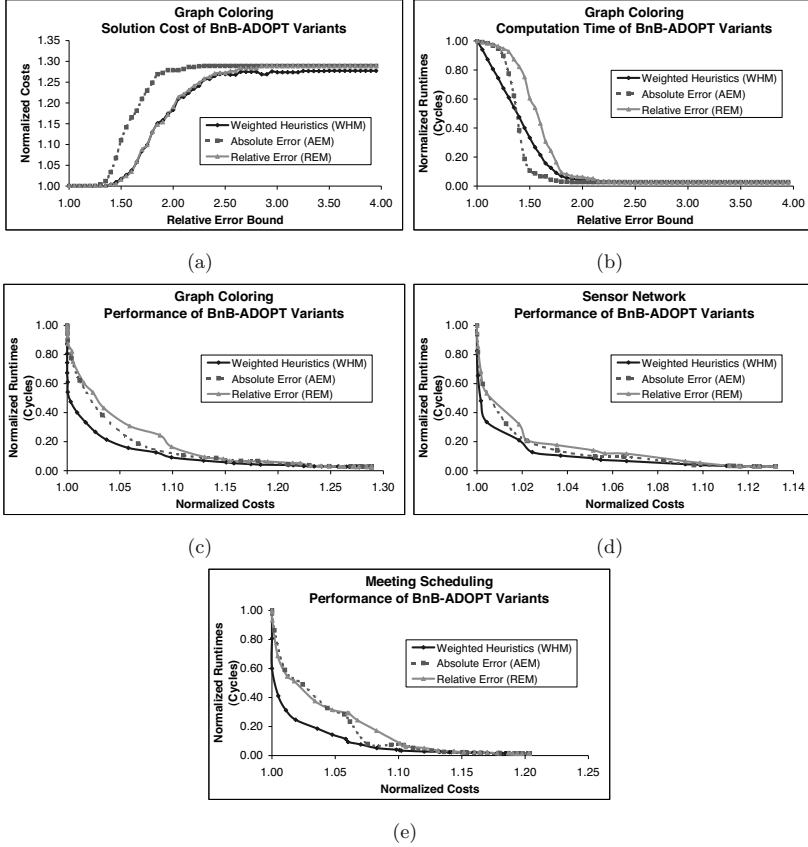 Graph Coloring
Solution Cost of BnB-ADOPT Variants
Normalized Costs
1.35
1.30
1.25
1.20
1.15
1.10
1.05
1.00
Weighted Heuristics (WHM)
Absolute Error (AEM)
Relative Error (REM)
1.00 1.50 2.00 2.50 3.00 3.50 4.00
Relative Error Bound
(a)
Graph Coloring
Computation Time of BnB-ADOPT Variants
Normalized Runtimes
(Cycles)
1.00
0.80
0.60
0.40
0.20
0.00
Weighted Heuristics (WHM)
Absolute Error (AEM)
Relative Error (REM)
1.00 1.50 2.00 2.50 3.00 3.50 4.00
Relative Error Bound
(b)
Graph Coloring
Performance of BnB-ADOPT Variants
Normalized Runtimes
(Cycles)
1.00
0.80
0.60
0.40
0.20
0.00
Weighted Heuristics (WHM)
Absolute Error (AEM)
Relative Error (REM)
1.00 1.05 1.10 1.15 1.20 1.25 1.30
Normalized Costs
(c)
Sensor Network
Performance of BnB-ADOPT Variants
Normalized Runtimes
(Cycles)
1.00
0.80
0.60
0.40
0.20
0.00
Weighted Heuristics (WHM)
Absolute Error (AEM)
Relative Error (REM)
1.00 1.02 1.04 1.06 1.08 1.10 1.12 1.14
Normalized Costs
(d)
Meeting Scheduling
Performance of BnB-ADOPT Variants
Normalized Runtimes
(Cycles)
1.00
0.80
0.60
0.40
0.20
0.00
Weighted Heuristics (WHM)
Absolute Error (AEM)
Relative Error (REM)
1.00 1.05 1.10 1.15 1.20 1.25
Normalized Costs
(e)